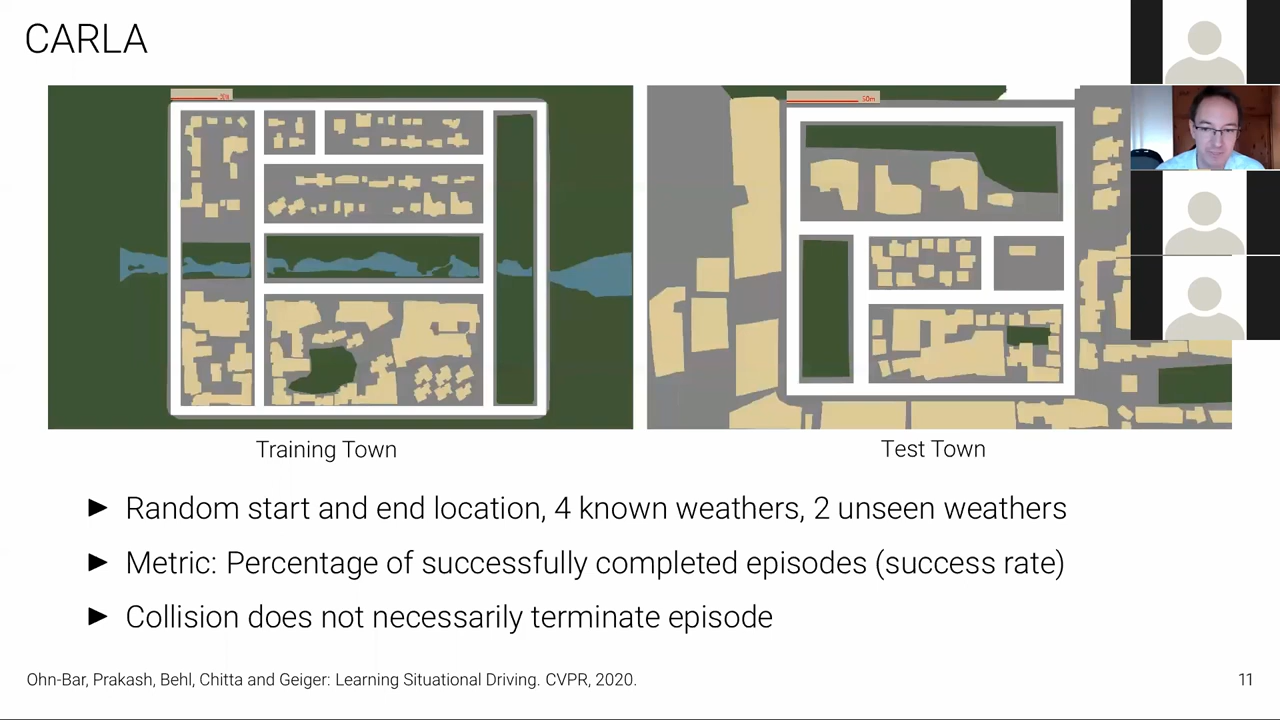 CARLA
50m
Training Town
Test Town
Random start and end location, 4 known weathers, 2 unseen weathers
Metric: Percentage of successfully completed episodes (success rate)
Collision does not necessarily terminate episode
Ohn-Bar, Prakash, Behl, Chitta and Geiger: Learning Situational Driving. CVPR, 2020.
11